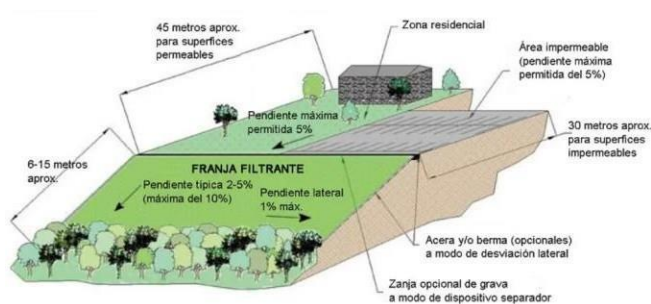 45 metros aprox.
para superfices
permeables
Zona residencial
Área impermeable
(pendiente máxima
permitida del 5%)
Pendiente máxima
permitida 5%
30 metros aprox.
para superfices
impermeables
6-15 metros
aprox.
FRANJA FILTRANTE
Pendiente típica 2-5%
(máxima del 10%)
Pendiente lateral
1% máx.
Acera y/o berma (opcionales)
a modo de desviación lateral
Zanja opcional de grava
a modo de dispositivo separador